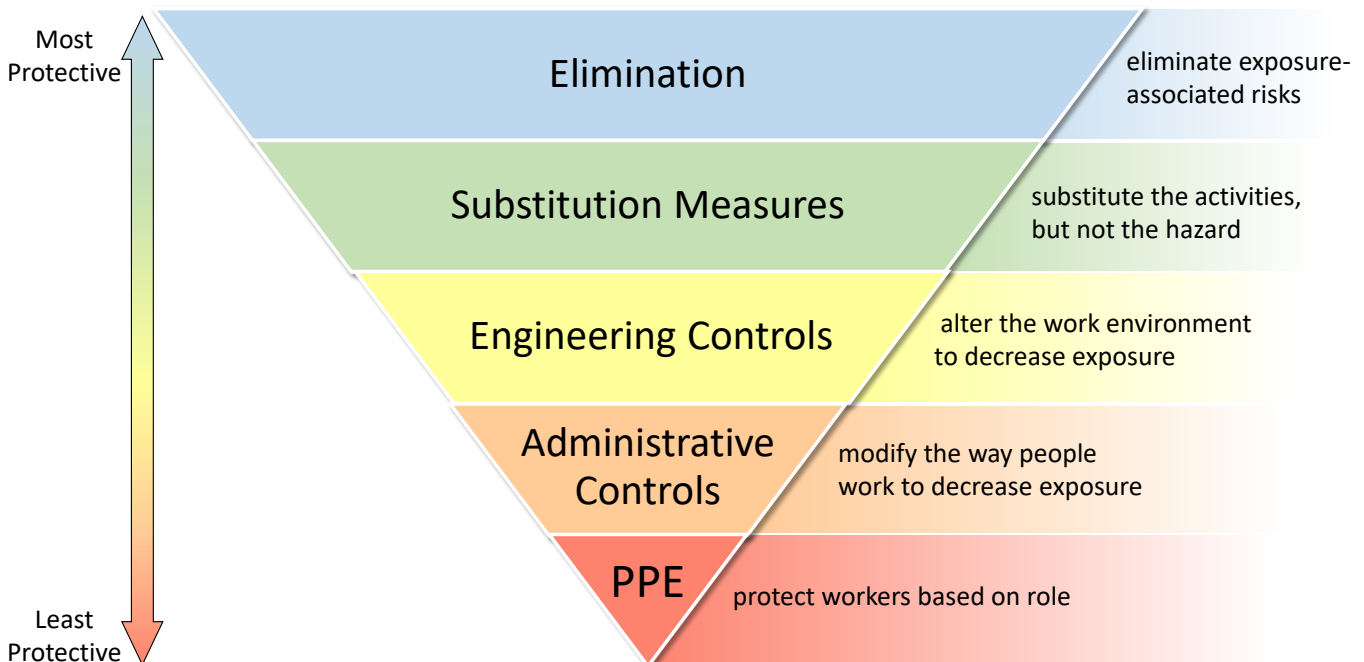 Most
Protective
Elimination
eliminate exposure-
associated risks
Substitution Measures
substitute the activities,
but not the hazard
Engineering Controls
alter the work environment
to decrease exposure
Administrative
Controls
modify the way people
work to decrease exposure
PPE
protect workers based on role
Least
Protective